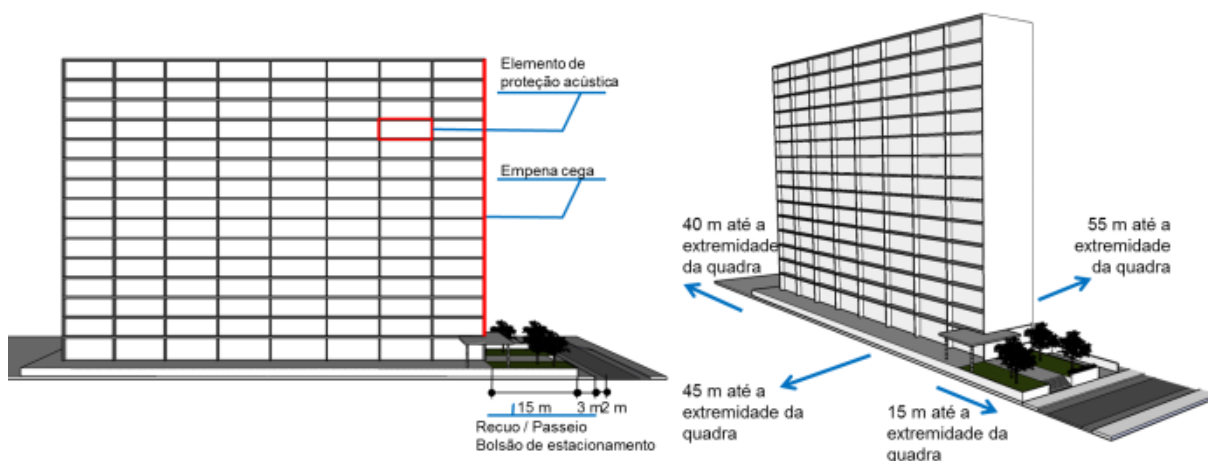 Elemento de
proteção acústica
Empena cega
15 m
3 m
2 m
Recuo / Passeio
Bolsão de estacionamento
40 m até a
extremidade
da quadra
55 m até a
extremidade
da quadra
45 m até a
extremidade da
quadra
15 m até a
extremidade da
quadra